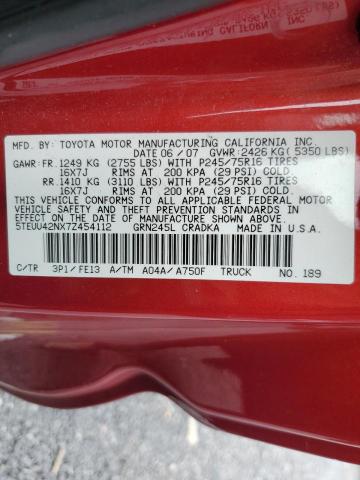 MFD. BY: TOYOTA MOTOR MANUFACTURING CALIFORNIA INC.
DATE 06 / 07 GVWR: 2426 KG ( 5350 LBS)
GAWR: FR. 1249 KG (2755 LBS) WITH P245/75R16 TIRES
16X7J RIMS AT 200 KPA (29 PSI) COLD
RR. 1410 KG (3110 LBS) WITH P245/75R16 TIRES
16X7J RIMS AT 200 KPA (29 PSI) COLD
THIS VEHICLE CONFORMS TO ALL APPLICABLE FEDERAL MOTOR
VEHICLE SAFETY AND THEFT PREVENTION STANDARDS IN EFFECT
ON THE DATE OF MANUFACTURE SHOWN ABOVE.
5TEUU42NX7Z454112 GRN245L CRADKA
C/TR 3P1 / FE13 A/TM A04A / A750F TRUCK NO. 189